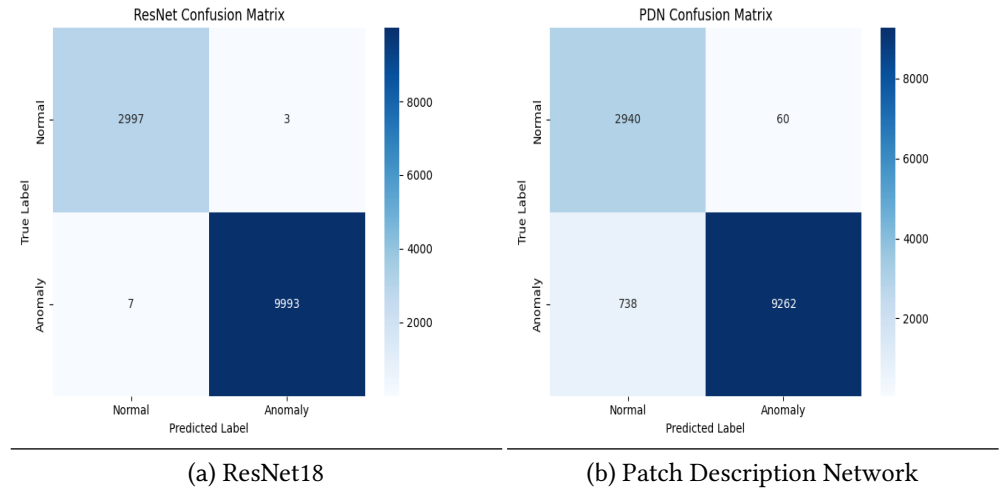 ResNet Confusion Matrix
Normal
Anomaly
True Label
2997
3
7
9993
Normal
Anomaly
Predicted Label
8000
6000
4000
2000
(a) ResNet18
PDN Confusion Matrix
Normal
Anomaly
True Label
2940
60
738
9262
Normal
Anomaly
Predicted Label
8000
6000
4000
2000
(b) Patch Description Network